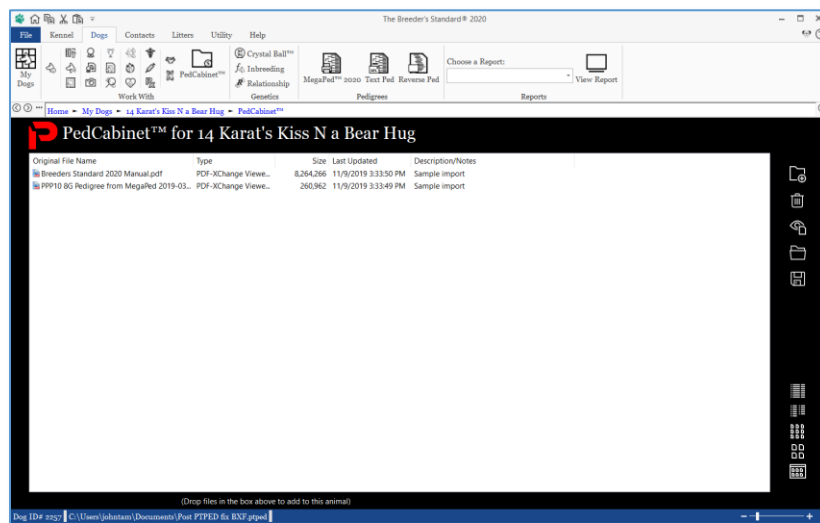 The Breeder's Standard® 2020
File Kennel Dogs Contacts Litters Utility Help
My Dogs
PedCabinet™
Crystal Ball™
Inbreeding
Relationship
MegaPed™ 2020 Text Ped Reverse Ped
Choose a Report:
View Report
Work With Genetics Pedigrees Reports
Home My Dogs 14 Karat's Kiss N a Bear Hug PedCabinet™
PedCabinet™ for 14 Karat's Kiss N a Bear Hug
Original File Name Type Size Last Updated Description/Notes
Breeders Standard 2020 Manual.pdf PDF-XChange Viewe... 8,264,266 11/9/2019 3:33:50 PM Sample import
PPP10 8G Pedigree from MegaPed 2019-03... PDF-XChange Viewe... 260,962 11/9/2019 3:33:49 PM Sample import
(Drop files in the box above to add to this animal)
Dog ID# 2257 C:\Users\johntam\Documents\Post PTPED fix BXF.ptped